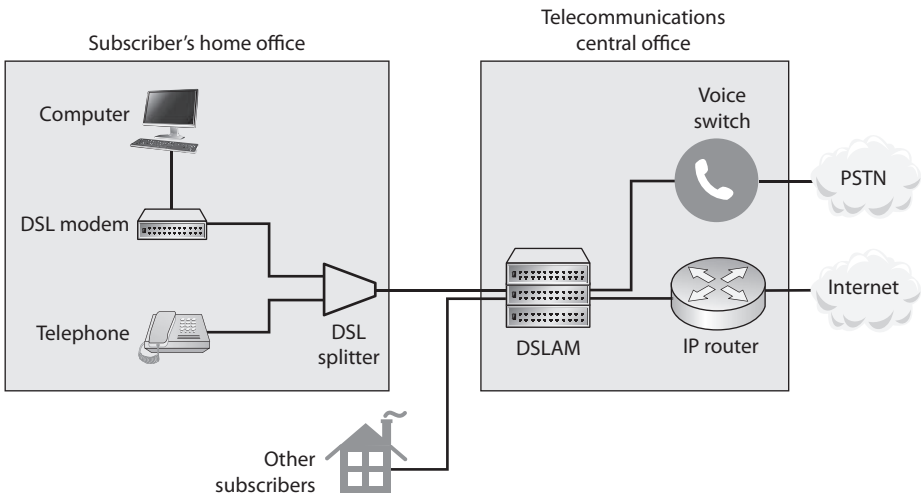 Telecommunications
central office
Subscriber’s home office
Computer
Voice
switch
PSTN
DSL modem
Internet
Telephone
DSL
splitter
DSLAM
IP router
Other
subscribers